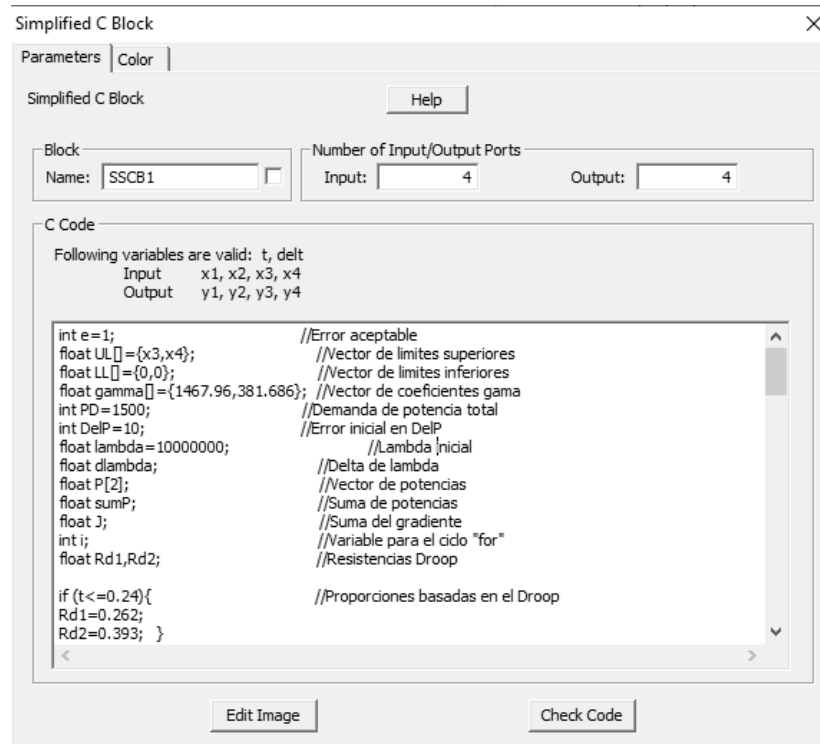 Simplified C Block
Parameters Color
Simplified C Block Help
Block
Name: SSCB1
Number of Input/Output Ports
Input: 4 Output: 4
C Code
Following variables are valid: t, delt
Input x1, x2, x3, x4
Output y1, y2, y3, y4
int e=1; //Error aceptable
float UL[]={x3,x4}; //Vector de limites superiores
float LL[]={0,0}; //Vector de limites inferiores
float gamma[]={1467.96,381.686}; //Vector de coeficientes gama
int PD=1500; //Demanda de potencia total
int DelP=10; //Error inicial en DelP
float lambda=10000000; //Lambda inicial
float dlambda; //Delta de lambda
float P[2]; //Vector de potencias
float sumP; //Suma de potencias
float J; //Suma del gradiente
int i; //Variable para el ciclo "for"
float Rd1,Rd2; //Resistencias Droop
if (t<=0.24){ //Proporciones basadas en el Droop
Rd1=0.262;
Rd2=0.393; }
Edit Image Check Code